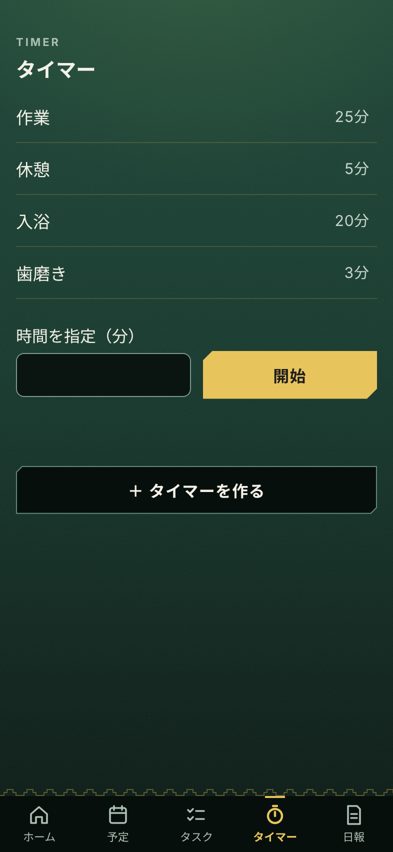 TIMER
タイマー
作業 25分
休憩 5分
入浴 20分
歯磨き 3分
時間を指定（分）
開始
＋ タイマーを作る
ホーム 予定 タスク タイマー 日報